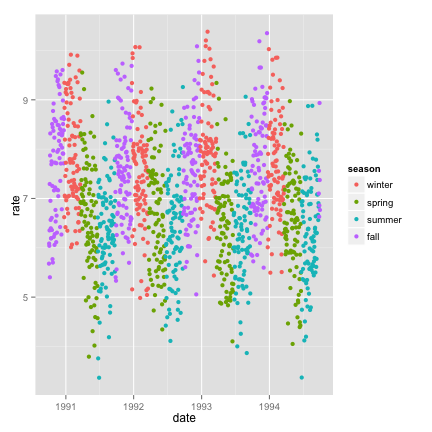 9
7
5
rate
1991
1992
1993
1994
date
season
winter
spring
summer
fall